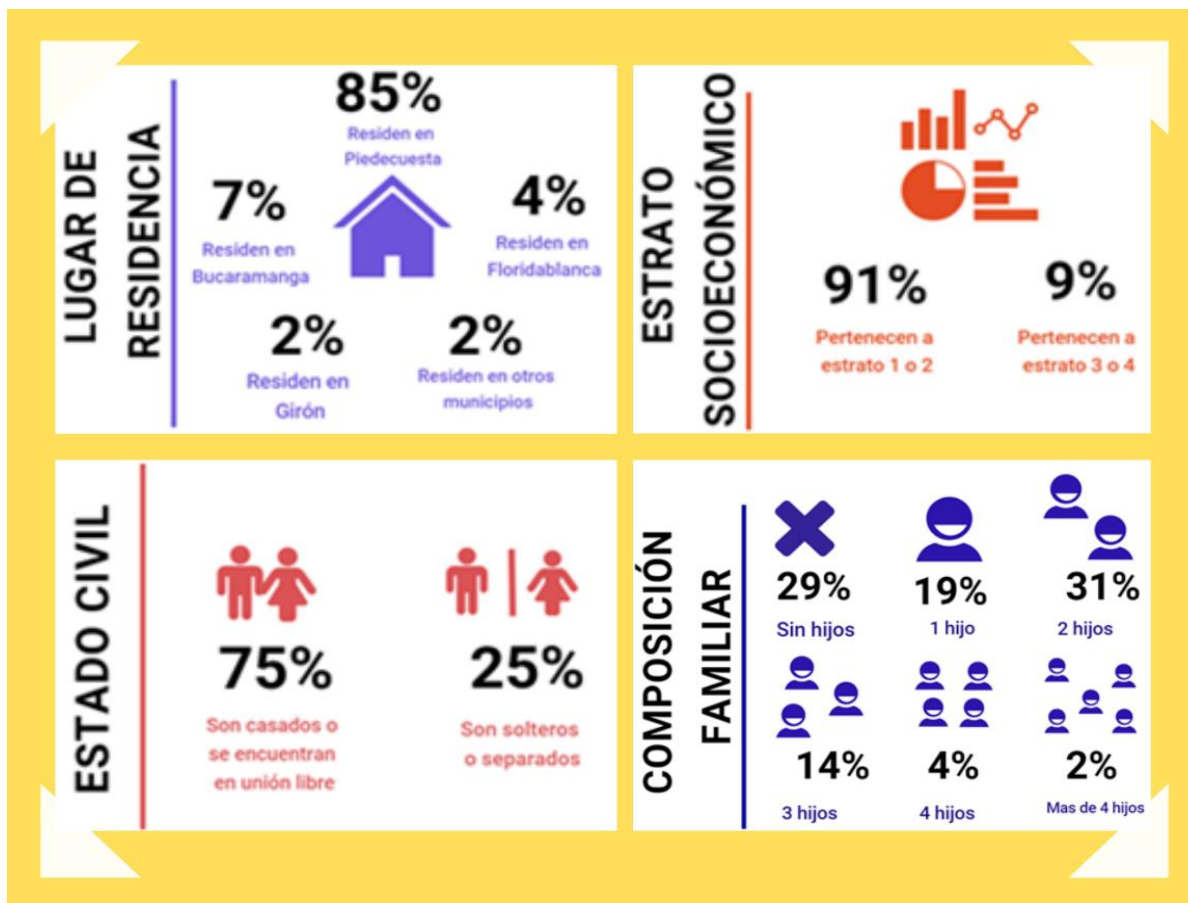 LUGAR DE
RESIDENCIA
85%
Residen en
Piedecuesta
7%
Residen en
Bucaramanga
4%
Residen en
Floridablanca
2%
Residen en
Girón
2%
Residen en otros
municipios
ESTRATO
SOCIOECONÓMICO
91%
Pertenecen a
estrato 1 o 2
9%
Pertenecen a
estrato 3 o 4
ESTADO CIVIL
75%
Son casados o
se encuentran
en unión libre
25%
Son solteros
o separados
COMPOSICIÓN
FAMILIAR
29%
Sin hijos
19%
1 hijo
31%
2 hijos
14%
3 hijos
4%
4 hijos
2%
Mas de 4 hijos